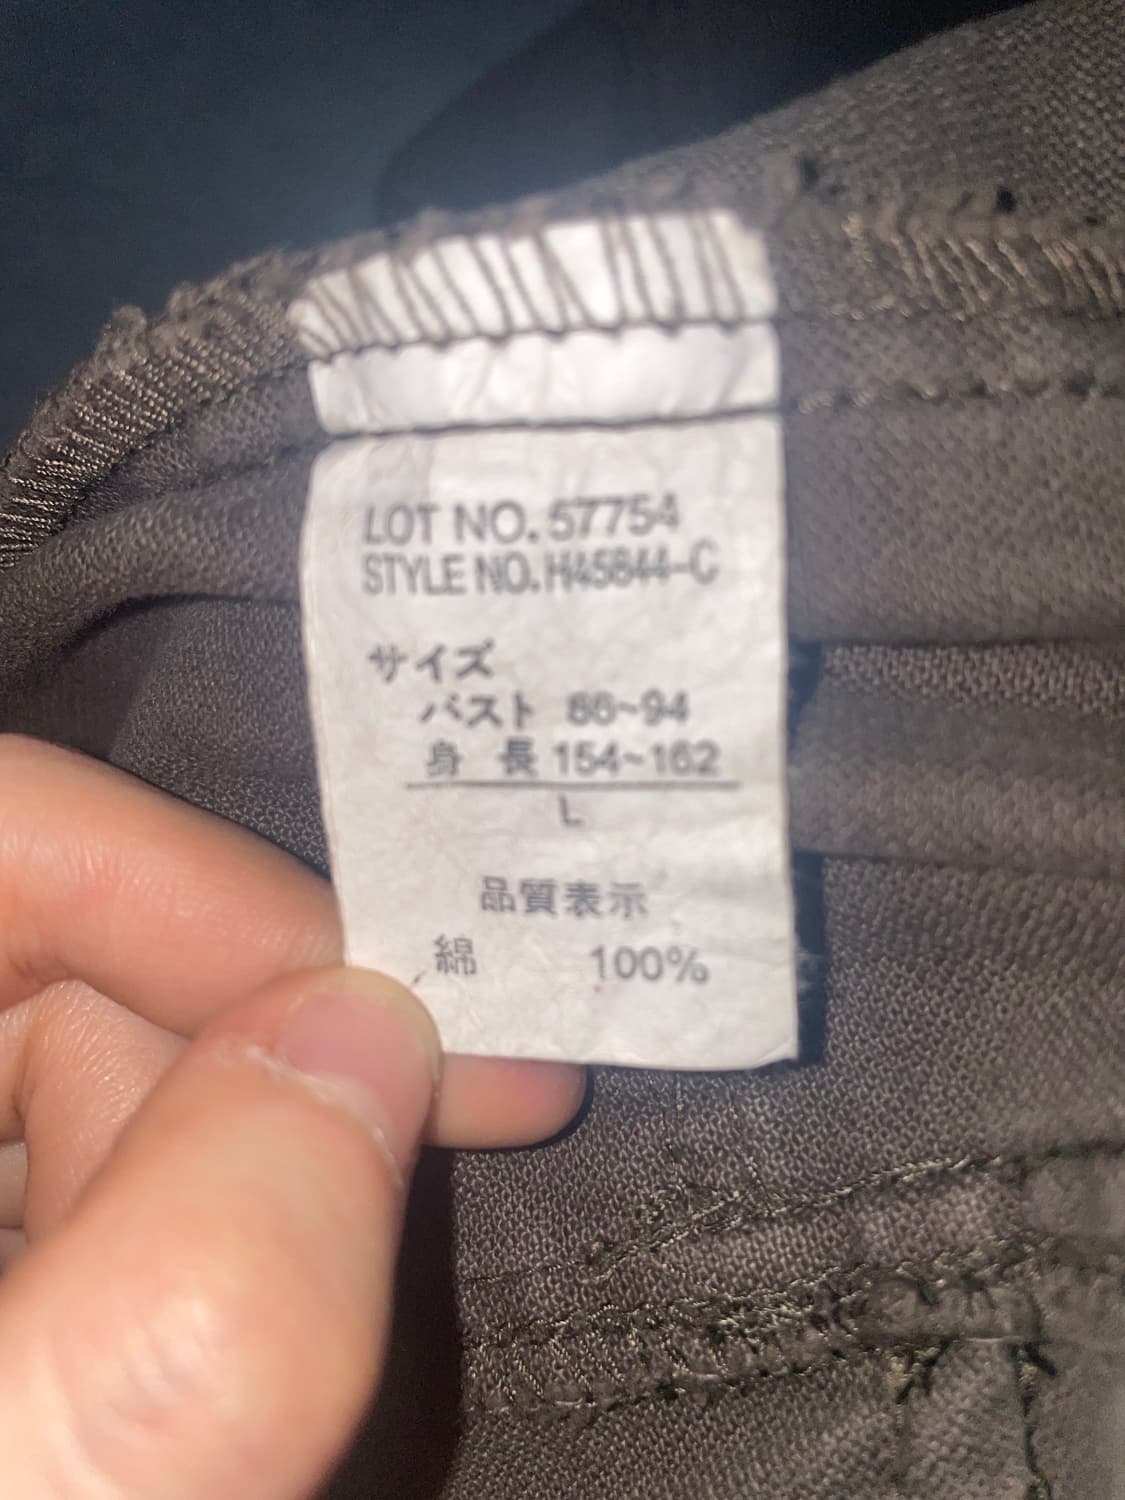 LOT NO. 57754
STYLE NO. H45844-C
サイズ
バスト 86~94
身 長 154~162
L
品質表示
綿 100%